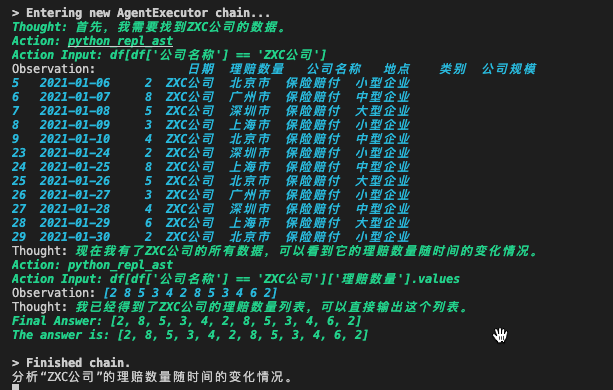 > Entering new AgentExecutor chain...
Thought: 首先，我需要找到ZXC公司的数据。
Action: python_repl_ast
Action Input: df[df['公司名称'] == 'ZXC公司']
Observation: 日期 理赔数量 公司名称 地点 类别 公司规模
5 2021-01-06 2 ZXC公司 北京市 保险赔付 小型企业
6 2021-01-07 8 ZXC公司 广州市 保险赔付 中型企业
7 2021-01-08 5 ZXC公司 深圳市 保险赔付 大型企业
8 2021-01-09 3 ZXC公司 上海市 保险赔付 小型企业
9 2021-01-10 4 ZXC公司 北京市 保险赔付 中型企业
23 2021-01-24 2 ZXC公司 深圳市 保险赔付 小型企业
24 2021-01-25 8 ZXC公司 上海市 保险赔付 中型企业
25 2021-01-26 5 ZXC公司 北京市 保险赔付 大型企业
26 2021-01-27 3 ZXC公司 广州市 保险赔付 小型企业
27 2021-01-28 4 ZXC公司 深圳市 保险赔付 中型企业
28 2021-01-29 6 ZXC公司 上海市 保险赔付 大型企业
29 2021-01-30 2 ZXC公司 北京市 保险赔付 小型企业
Thought: 现在我有了ZXC公司的所有数据，可以看到它的理赔数量随时间的变化情况。
Action: python_repl_ast
Action Input: df[df['公司名称'] == 'ZXC公司']['理赔数量'].values
Observation: [2 8 5 3 4 2 8 5 3 4 6 2]
Thought: 我已经得到了ZXC公司的理赔数量列表，可以直接输出这个列表。
Final Answer: [2, 8, 5, 3, 4, 2, 8, 5, 3, 4, 6, 2]
The answer is: [2, 8, 5, 3, 4, 2, 8, 5, 3, 4, 6, 2]
> Finished chain.
分析“ZXC公司”的理赔数量随时间的变化情况。